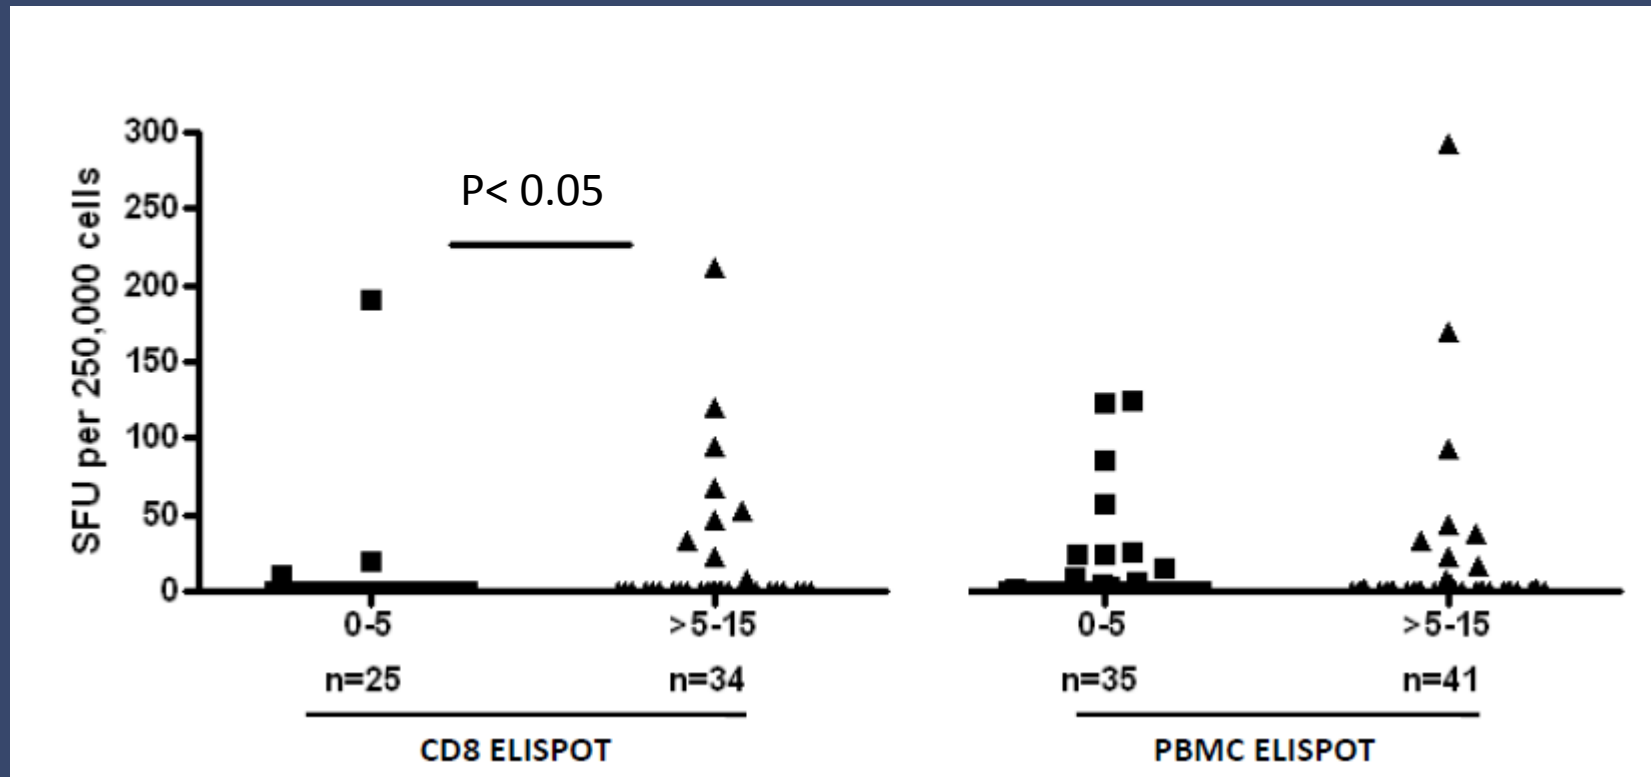 300
250
200
150
100
50
0
SFU per 250,000 cells
P< 0.05
0-5
>5-15
0-5
>5-15
n=25
n=34
n=35
n=41
CD8 ELISPOT
PBMC ELISPOT